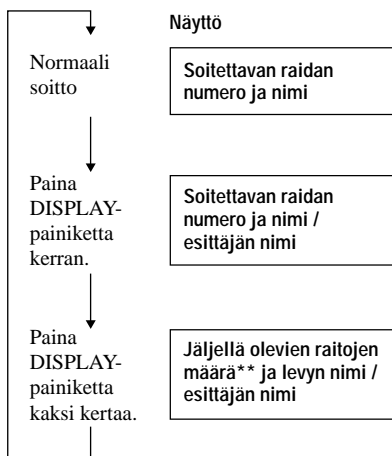 Näyttö
Normaali
soitto
Soitettavan raidan
numero ja nimi
Paina
DISPLAY-
painiketta
kerran.
Soitettavan raidan
numero ja nimi /
esittäjän nimi
Paina
DISPLAY-
painiketta
kaksi kertaa.
Jäljellä olevien raitojen
määrä** ja levyn nimi /
esittäjän nimi